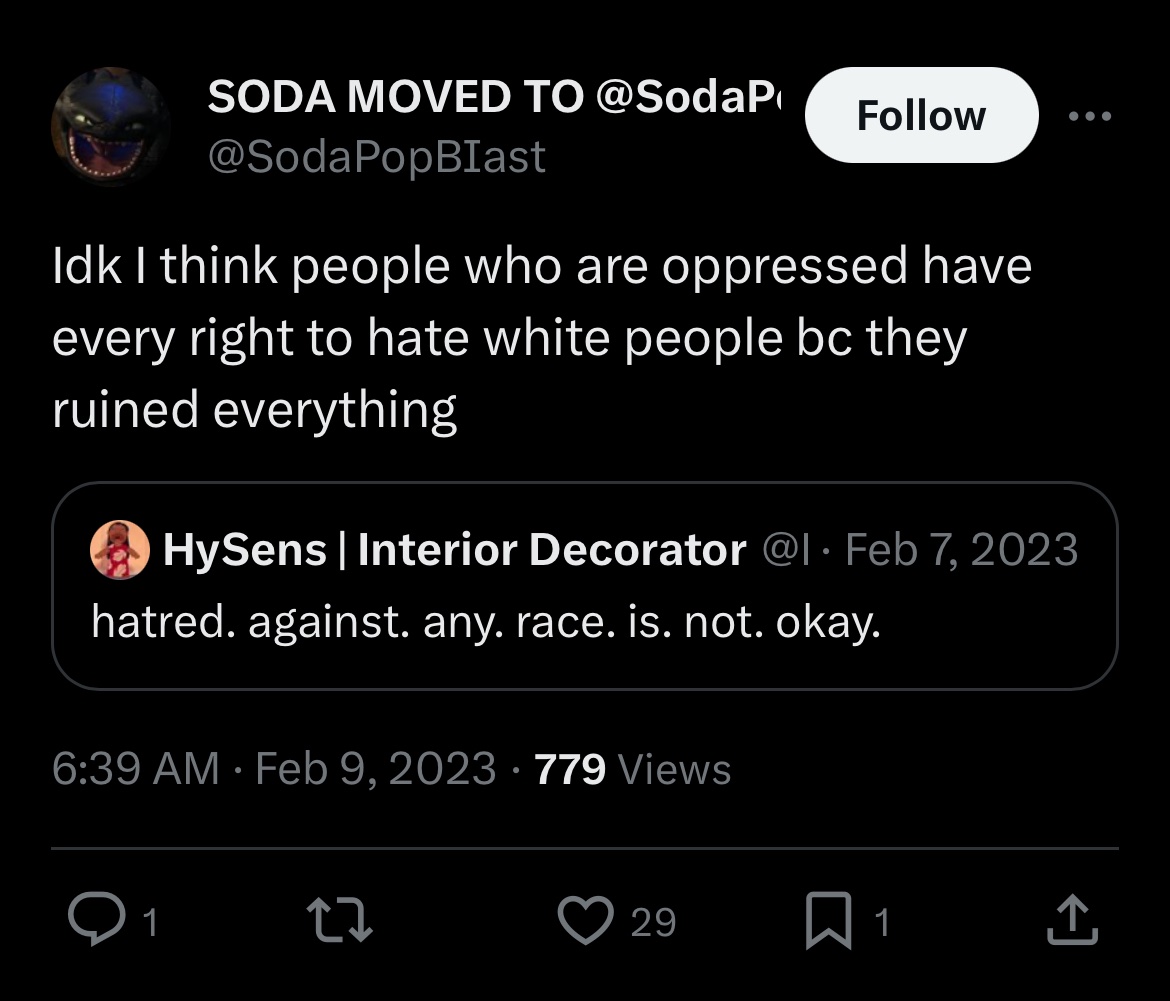 SODA MOVED TO @SodaP
Follow
@SodaPopBIast
Idk I think people who are oppressed have
every right to hate white people bc they
ruined everything
HySens | Interior Decorator @I · Feb 7, 2023
hatred. against. any. race. is. not. okay.
6:39 AM · Feb 9, 2023 · 779 Views
1
29
1